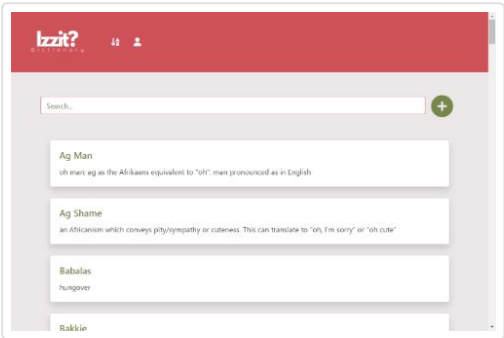 Izzit?
Dictionary
Search...
Ag Man
oh man; ag as the Afrikaans equivalent to "oh"; man pronounced as in English
Ag Shame
an Africanism which conveys pity/sympathy or cuteness. This can translate to "oh, I'm sorry" or "oh cute"
Babalas
hungover
Bakkie